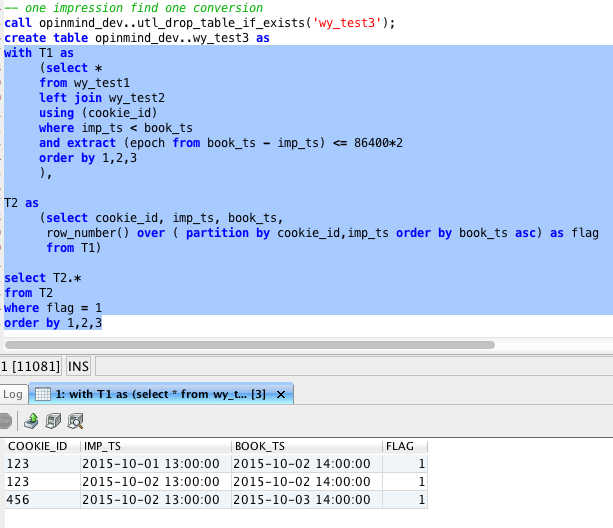 -- one impression find one conversion
call opinmind_dev..utl_drop_table_if_exists('wy_test3');
create table opinmind_dev..wy_test3 as
with T1 as
(select *
from wy_test1
left join wy_test2
using (cookie_id)
where imp_ts < book_ts
and extract (epoch from book_ts - imp_ts) <= 86400*2
order by 1,2,3
),
T2 as
(select cookie_id, imp_ts, book_ts,
row_number() over ( partition by cookie_id,imp_ts order by book_ts asc) as flag
from T1)
select T2.*
from T2
where flag = 1
order by 1,2,3
1 [11081] INS
Log 1: with T1 as (select * from wy_t... [3] ×
COOKIE_ID IMP_TS BOOK_TS FLAG
123 2015-10-01 13:00:00 2015-10-02 14:00:00 1
123 2015-10-02 13:00:00 2015-10-02 14:00:00 1
456 2015-10-02 13:00:00 2015-10-03 14:00:00 1